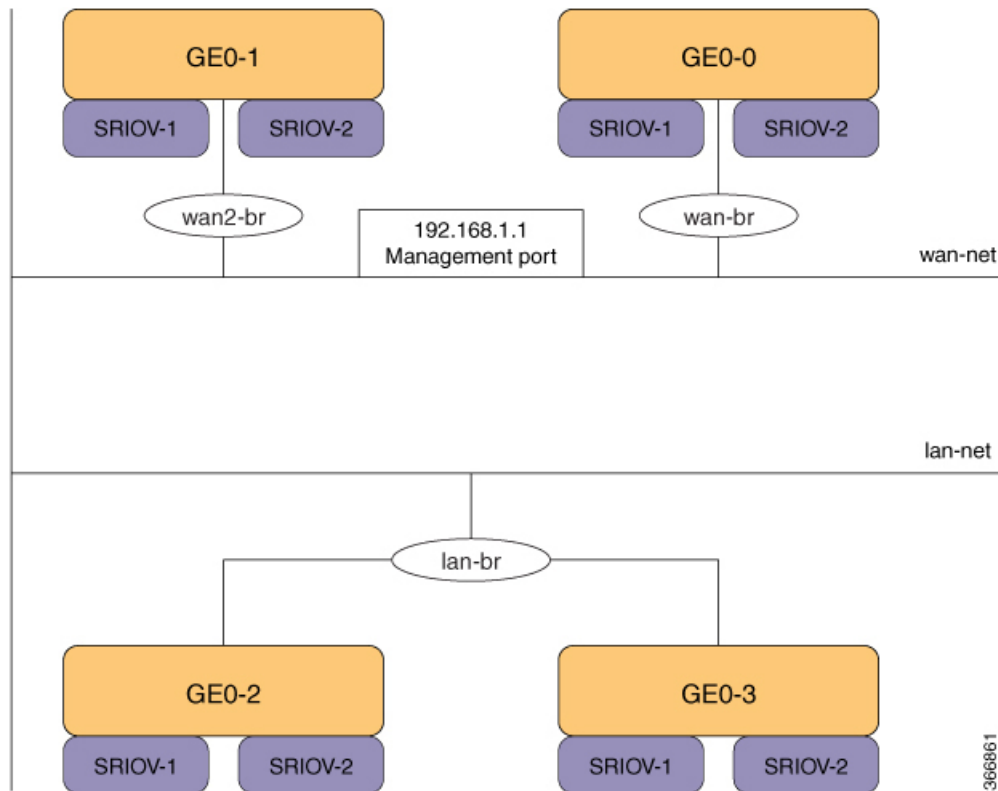 GE0-1
GE0-0
SRIOV-1
SRIOV-2
SRIOV-1
SRIOV-2
wan2-br
192.168.1.1
Management port
wan-br
wan-net
lan-net
lan-br
GE0-2
GE0-3
SRIOV-1
SRIOV-2
SRIOV-1
SRIOV-2
366861